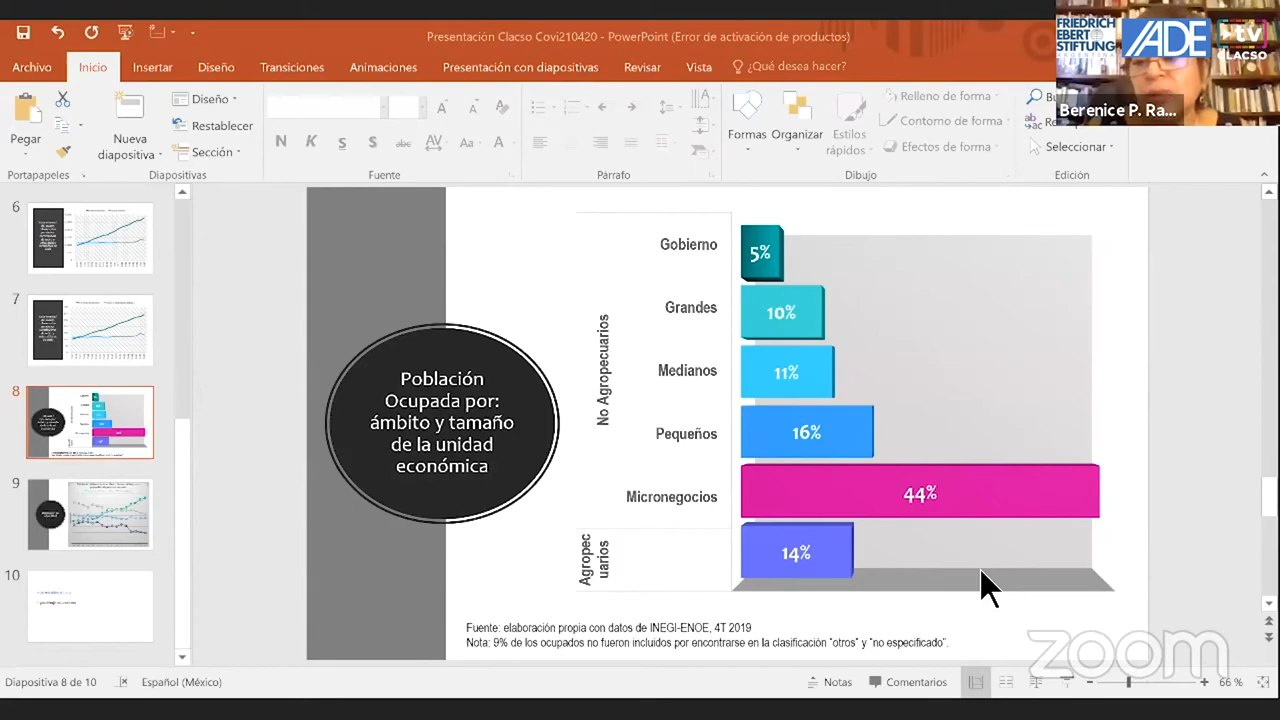 Presentación Clacso Covi210420 - PowerPoint (Error de activación de productos)
FRIEDRICH
EBERT
STIFTUNG
ADE
tv
CLACSO
Archivo
Inicio
Insertar
Diseño
Transiciones
Animaciones
Presentación con diapositivas
Revisar
Vista
¿Qué desea hacer?
Berenice P. Ra...
Pegar
Nueva
diapositiva
Diseño
Restablecer
Sección
N K S S abc AV Aa A
Formas
Organizar
Estilos
rápidos
Relleno de forma
Contorno de forma
Efectos de forma
Seleccionar
Portapapeles
Diapositivas
Fuente
Párrafo
Dibujo
Edición
6
7
8
9
10
Población
Ocupada por:
ámbito y tamaño
de la unidad
económica
No Agropecuarios
Gobierno
5%
Grandes
10%
Medianos
11%
Pequeños
16%
Micronegocios
44%
Agropec
uarios
14%
Fuente: elaboración propia con datos de INEGI-ENOE, 4T 2019
Nota: 9% de los ocupados no fueron incluidos por encontrarse en la clasificación "otros" y "no especificado".
zoom
Diapositiva 8 de 10
Español (México)
Notas
Comentarios
66 %